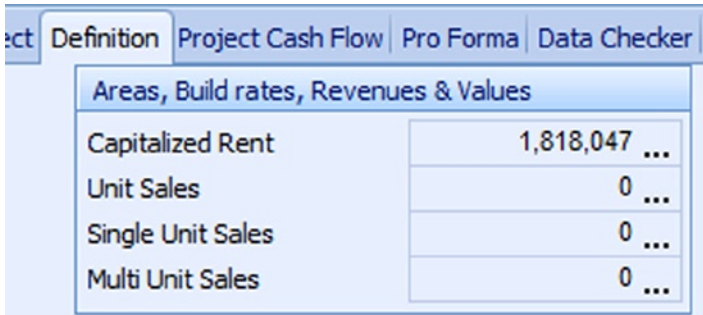 Definition Project Cash Flow Pro Forma Data Checker
Areas, Build rates, Revenues & Values
Capitalized Rent 1,818,047 ...
Unit Sales 0 ...
Single Unit Sales 0 ...
Multi Unit Sales 0 ...